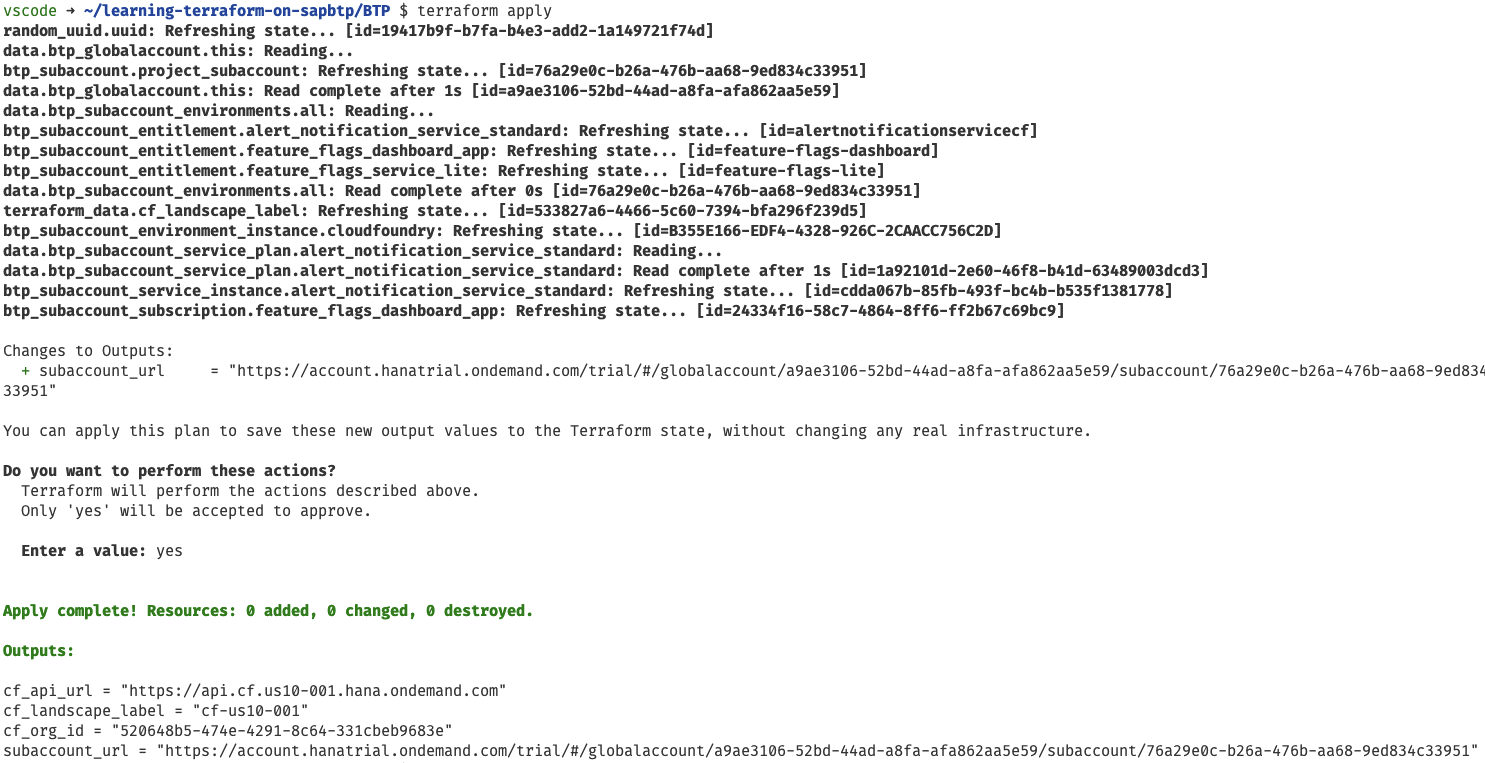 vscode → ~/learning-terraform-on-sapbtp/BTP $ terraform apply
random_uuid.uuid: Refreshing state... [id=19417b9f-b7fa-b4e3-add2-1a149721f74d]
data.btp_globalaccount.this: Reading...
btp_subaccount.project_subaccount: Refreshing state... [id=76a29e0c-b26a-476b-aa68-9ed834c33951]
data.btp_globalaccount.this: Read complete after 1s [id=a9ae3106-52bd-44ad-a8fa-afa862aa5e59]
data.btp_subaccount_environments.all: Reading...
btp_subaccount_entitlement.alert_notification_service_standard: Refreshing state... [id=alertnotificationservicecf]
btp_subaccount_entitlement.feature_flags_dashboard_app: Refreshing state... [id=feature-flags-dashboard]
btp_subaccount_entitlement.feature_flags_service_lite: Refreshing state... [id=feature-flags-lite]
data.btp_subaccount_environments.all: Read complete after 0s [id=76a29e0c-b26a-476b-aa68-9ed834c33951]
terraform_data.cf_landscape_label: Refreshing state... [id=533827a6-4466-5c60-7394-bfa296f239d5]
btp_subaccount_environment_instance.cloudfoundry: Refreshing state... [id=B355E166-EDF4-4328-926C-2CAACC756C2D]
data.btp_subaccount_service_plan.alert_notification_service_standard: Reading...
data.btp_subaccount_service_plan.alert_notification_service_standard: Read complete after 1s [id=1a92101d-2e60-46f8-b41d-63489003dcd3]
btp_subaccount_service_instance.alert_notification_service_standard: Refreshing state... [id=cdda067b-85fb-493f-bc4b-b535f1381778]
btp_subaccount_subscription.feature_flags_dashboard_app: Refreshing state... [id=24334f16-58c7-4864-8ff6-ff2b67c69bc9]
Changes to Outputs:
+ subaccount_url = "https://account.hanatrial.ondemand.com/trial/#/globalaccount/a9ae3106-52bd-44ad-a8fa-afa862aa5e59/subaccount/76a29e0c-b26a-476b-aa68-9ed834c
33951"
You can apply this plan to save these new output values to the Terraform state, without changing any real infrastructure.
Do you want to perform these actions?
Terraform will perform the actions described above.
Only 'yes' will be accepted to approve.
Enter a value: yes
Apply complete! Resources: 0 added, 0 changed, 0 destroyed.
Outputs:
cf_api_url = "https://api.cf.us10-001.hana.ondemand.com"
cf_landscape_label = "cf-us10-001"
cf_org_id = "520648b5-474e-4291-8c64-331cbeb9683e"
subaccount_url = "https://account.hanatrial.ondemand.com/trial/#/globalaccount/a9ae3106-52bd-44ad-a8fa-afa862aa5e59/subaccount/76a29e0c-b26a-476b-aa68-9ed834c33951"